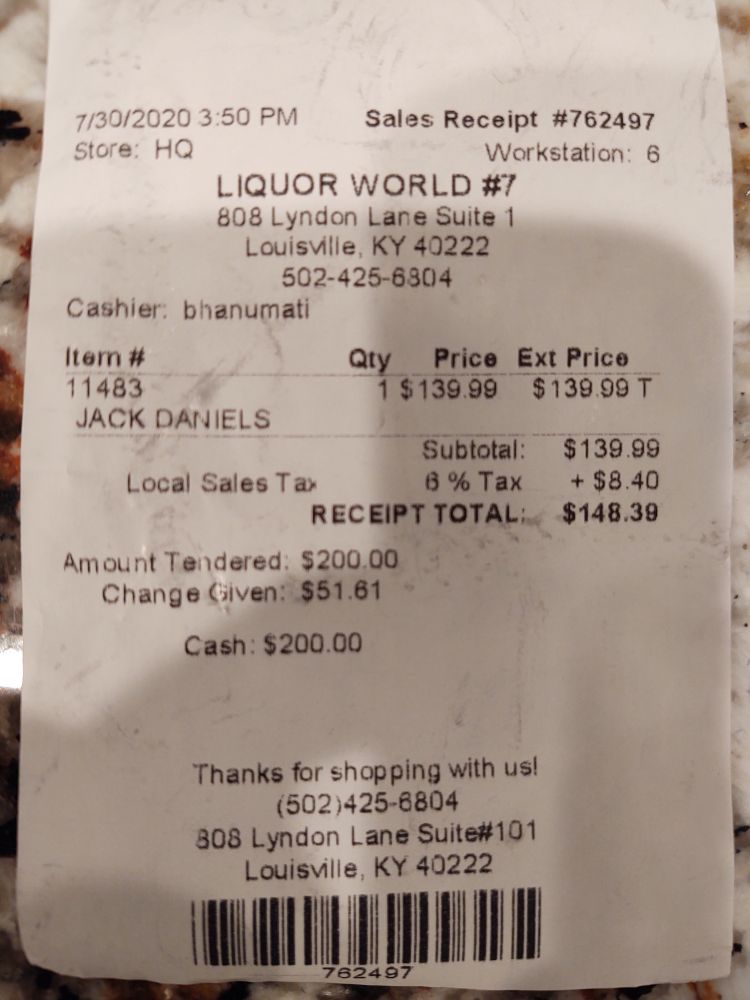 7/30/2020 3:50 PM Sales Receipt #762497
Store: HQ Workstation: 6
LIQUOR WORLD #7
808 Lyndon Lane Suite 1
Louisville, KY 40222
502-425-6804
Cashier: bhanumati
Item # Qty Price Ext Price
11483 1 $139.99 $139.99 T
JACK DANIELS
Subtotal: $139.99
Local Sales Tax 6 % Tax + $8.40
RECEIPT TOTAL: $148.39
Amount Tendered: $200.00
Change Given: $51.61
Cash: $200.00
Thanks for shopping with us!
(502)425-6804
808 Lyndon Lane Suite#101
Louisville, KY 40222
762497